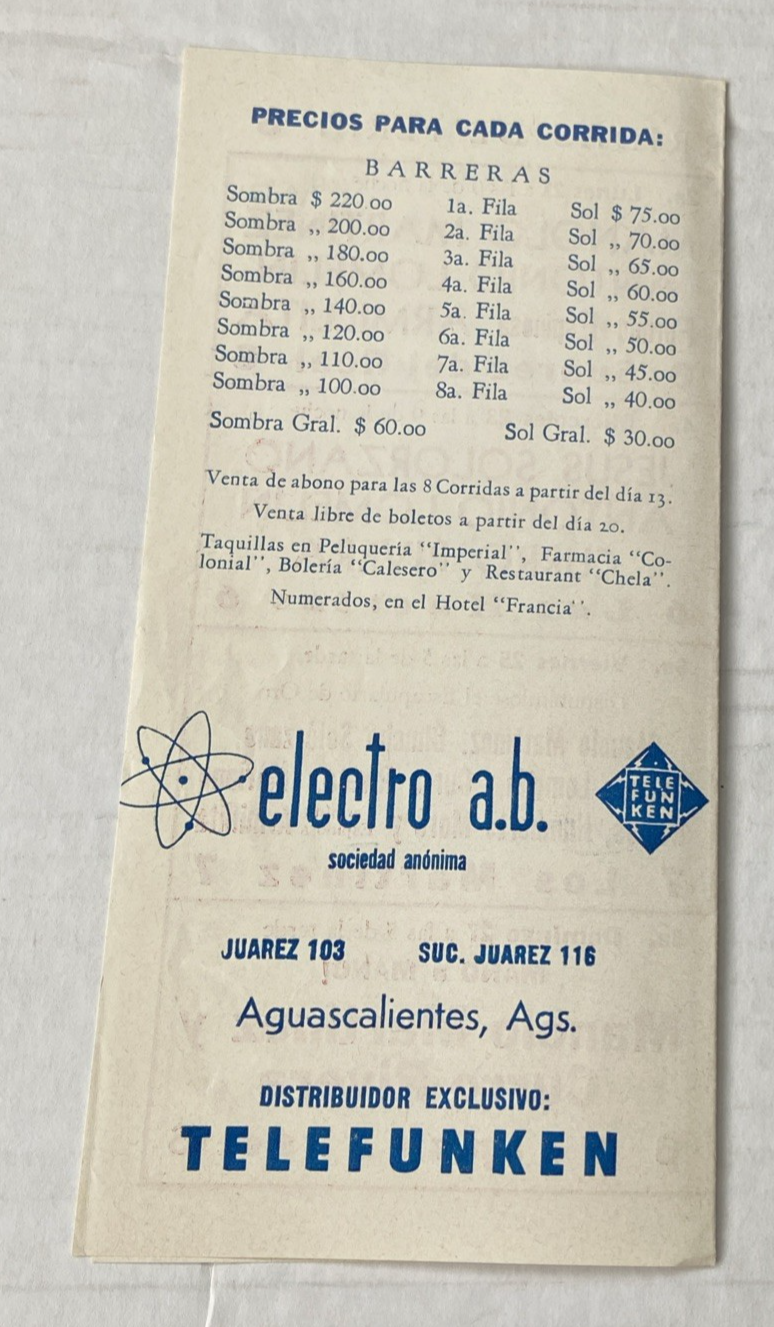 PRECIOS PARA CADA CORRIDA:
BARRERAS
Sombra $ 220 00 1a. Fila Sol $ 75.00
Sombra ,, 200.00 2a. Fila Sol ,, 70.00
Sombra ,, 180.00 3a. Fila Sol ,, 65.00
Sombra ,, 160.00 4a. Fila Sol ,, 60.00
Sombra ,, 140.00 5a. Fila Sol ,, 55.00
Sombra ,, 120.00 6a. Fila Sol ,, 50.00
Sombra ,, 110.00 7a. Fila Sol ,, 45.00
Sombra ,, 100.00 8a. Fila Sol ,, 40.00
Sombra Gral. $ 60.00 Sol Gral. $ 30.00
Venta de abono para las 8 Corridas a partir del día 13.
Venta libre de boletos a partir del día 20.
Taquillas en Peluquería "Imperial", Farmacia "Co-
lonial", Bolería "Calesero" y Restaurant "Chela".
Numerados, en el Hotel "Francia".
electro a.b.
sociedad anónima
TELE
FUN
KEN
JUAREZ 103 SUC. JUAREZ 116
Aguascalientes, Ags.
DISTRIBUIDOR EXCLUSIVO:
TELEFUNKEN